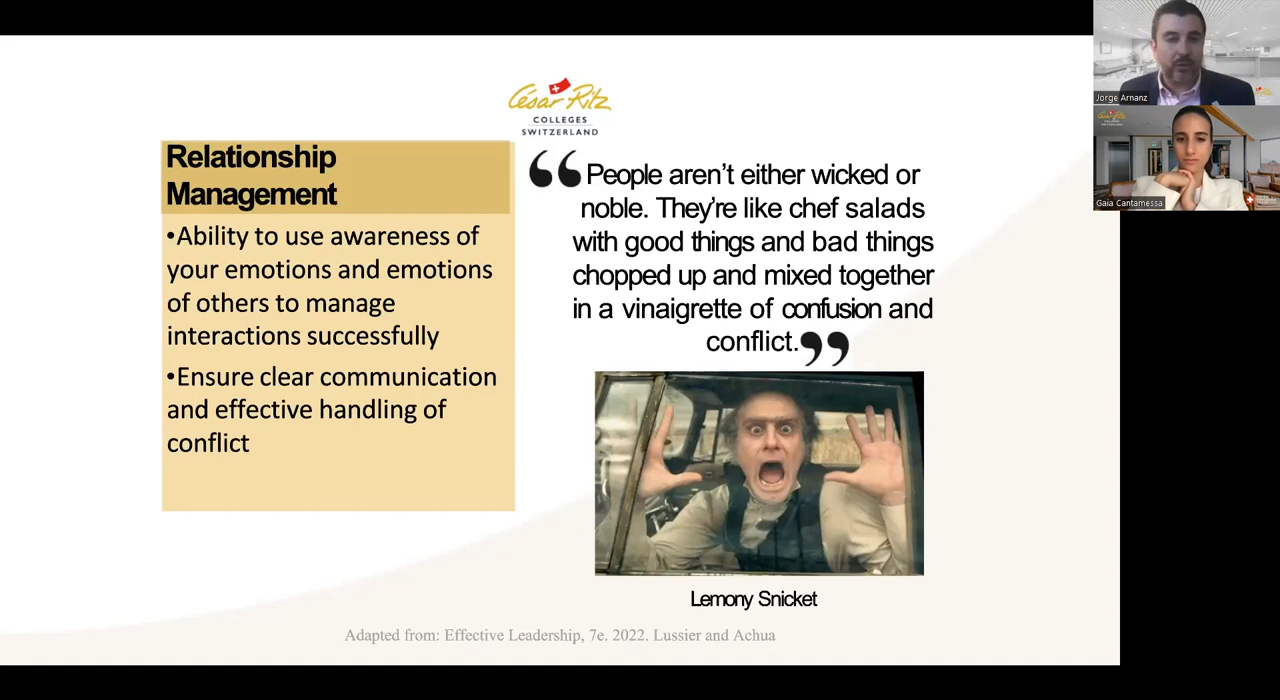 César Ritz
COLLEGES
SWITZERLAND
Relationship
Management
•Ability to use awareness of
your emotions and emotions
of others to manage
interactions successfully
•Ensure clear communication
and effective handling of
conflict
“People aren’t either wicked or
noble. They’re like chef salads
with good things and bad things
chopped up and mixed together
in a vinaigrette of confusion and
conflict.”
Lemony Snicket
Adapted from: Effective Leadership, 7e. 2022. Lussier and Achua
Jorge Arnanz
César Ritz
Gaia Cantamessa